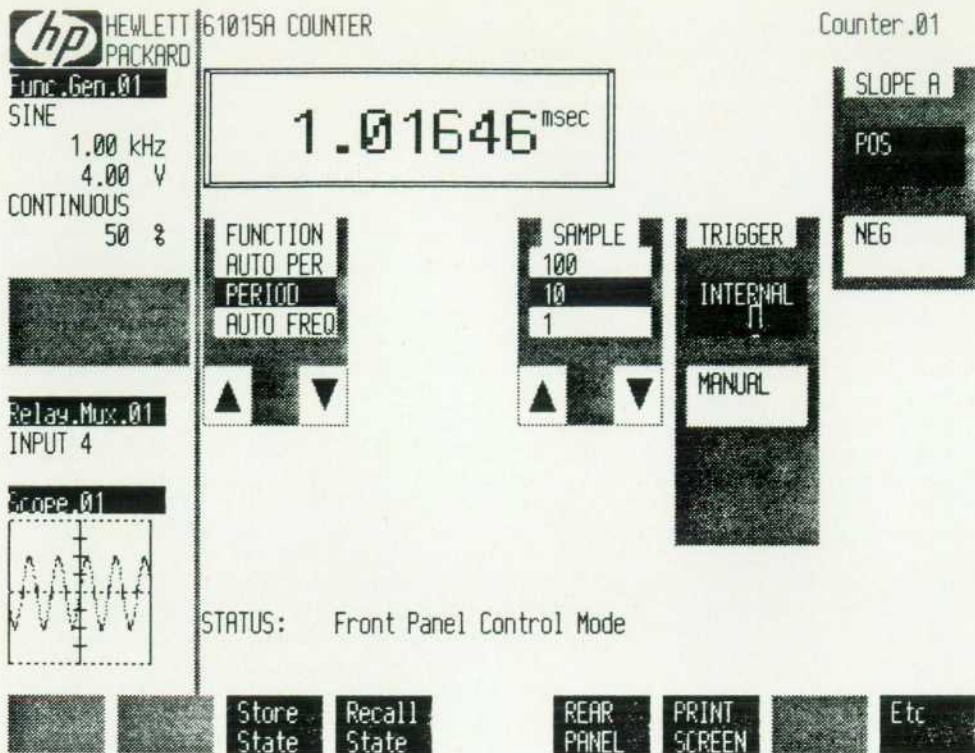 hp HEWLETT PACKARD
61015A COUNTER
Counter.01
Func.Gen.01
SINE
1.00 kHz
4.00 V
CONTINUOUS
50 %
Relay.Mux.01
INPUT 4
Scope.01
1.01646 msec
FUNCTION
AUTO PER
PERIOD
AUTO FREQ
SAMPLE
100
10
1
TRIGGER
INTERNAL
MANUAL
SLOPE A
POS
NEG
STATUS: Front Panel Control Mode
Store State
Recall State
REAR PANEL
PRINT SCREEN
Etc